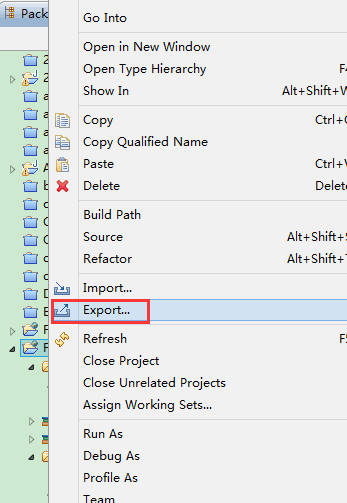 Pack
Go Into
Open in New Window
Open Type Hierarchy F4
Show In Alt+Shift+W
Copy Ctrl+C
Copy Qualified Name
Paste Ctrl+V
Delete Delete
Build Path
Source Alt+Shift+
Refactor Alt+Shift+T
Import...
Export...
Refresh F5
Close Project
Close Unrelated Projects
Assign Working Sets...
Run As
Debug As
Profile As
Team